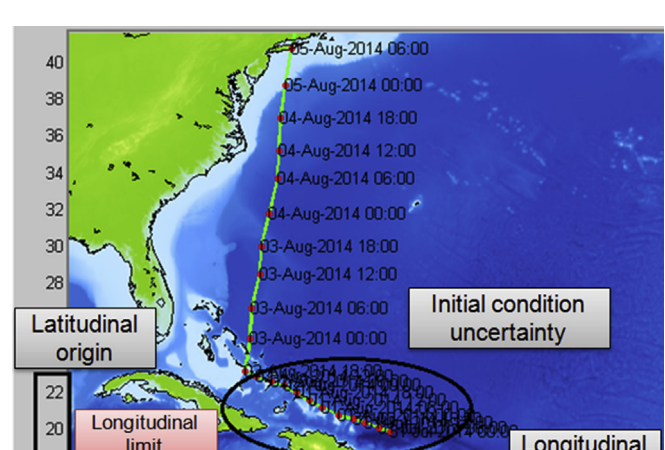 05-Aug-2014 06:00
40
05-Aug-2014 00:00
38
04-Aug-2014 18:00
36
04-Aug-2014 12:00
34
04-Aug-2014 06:00
32
04-Aug-2014 00:00
30
03-Aug-2014 18:00
03-Aug-2014 12:00
28
03-Aug-2014 06:00
Initial condition
uncertainty
Latitudinal
origin
03-Aug-2014 00:00
18:00
22
Longitudinal
limit
20
Longitudinal